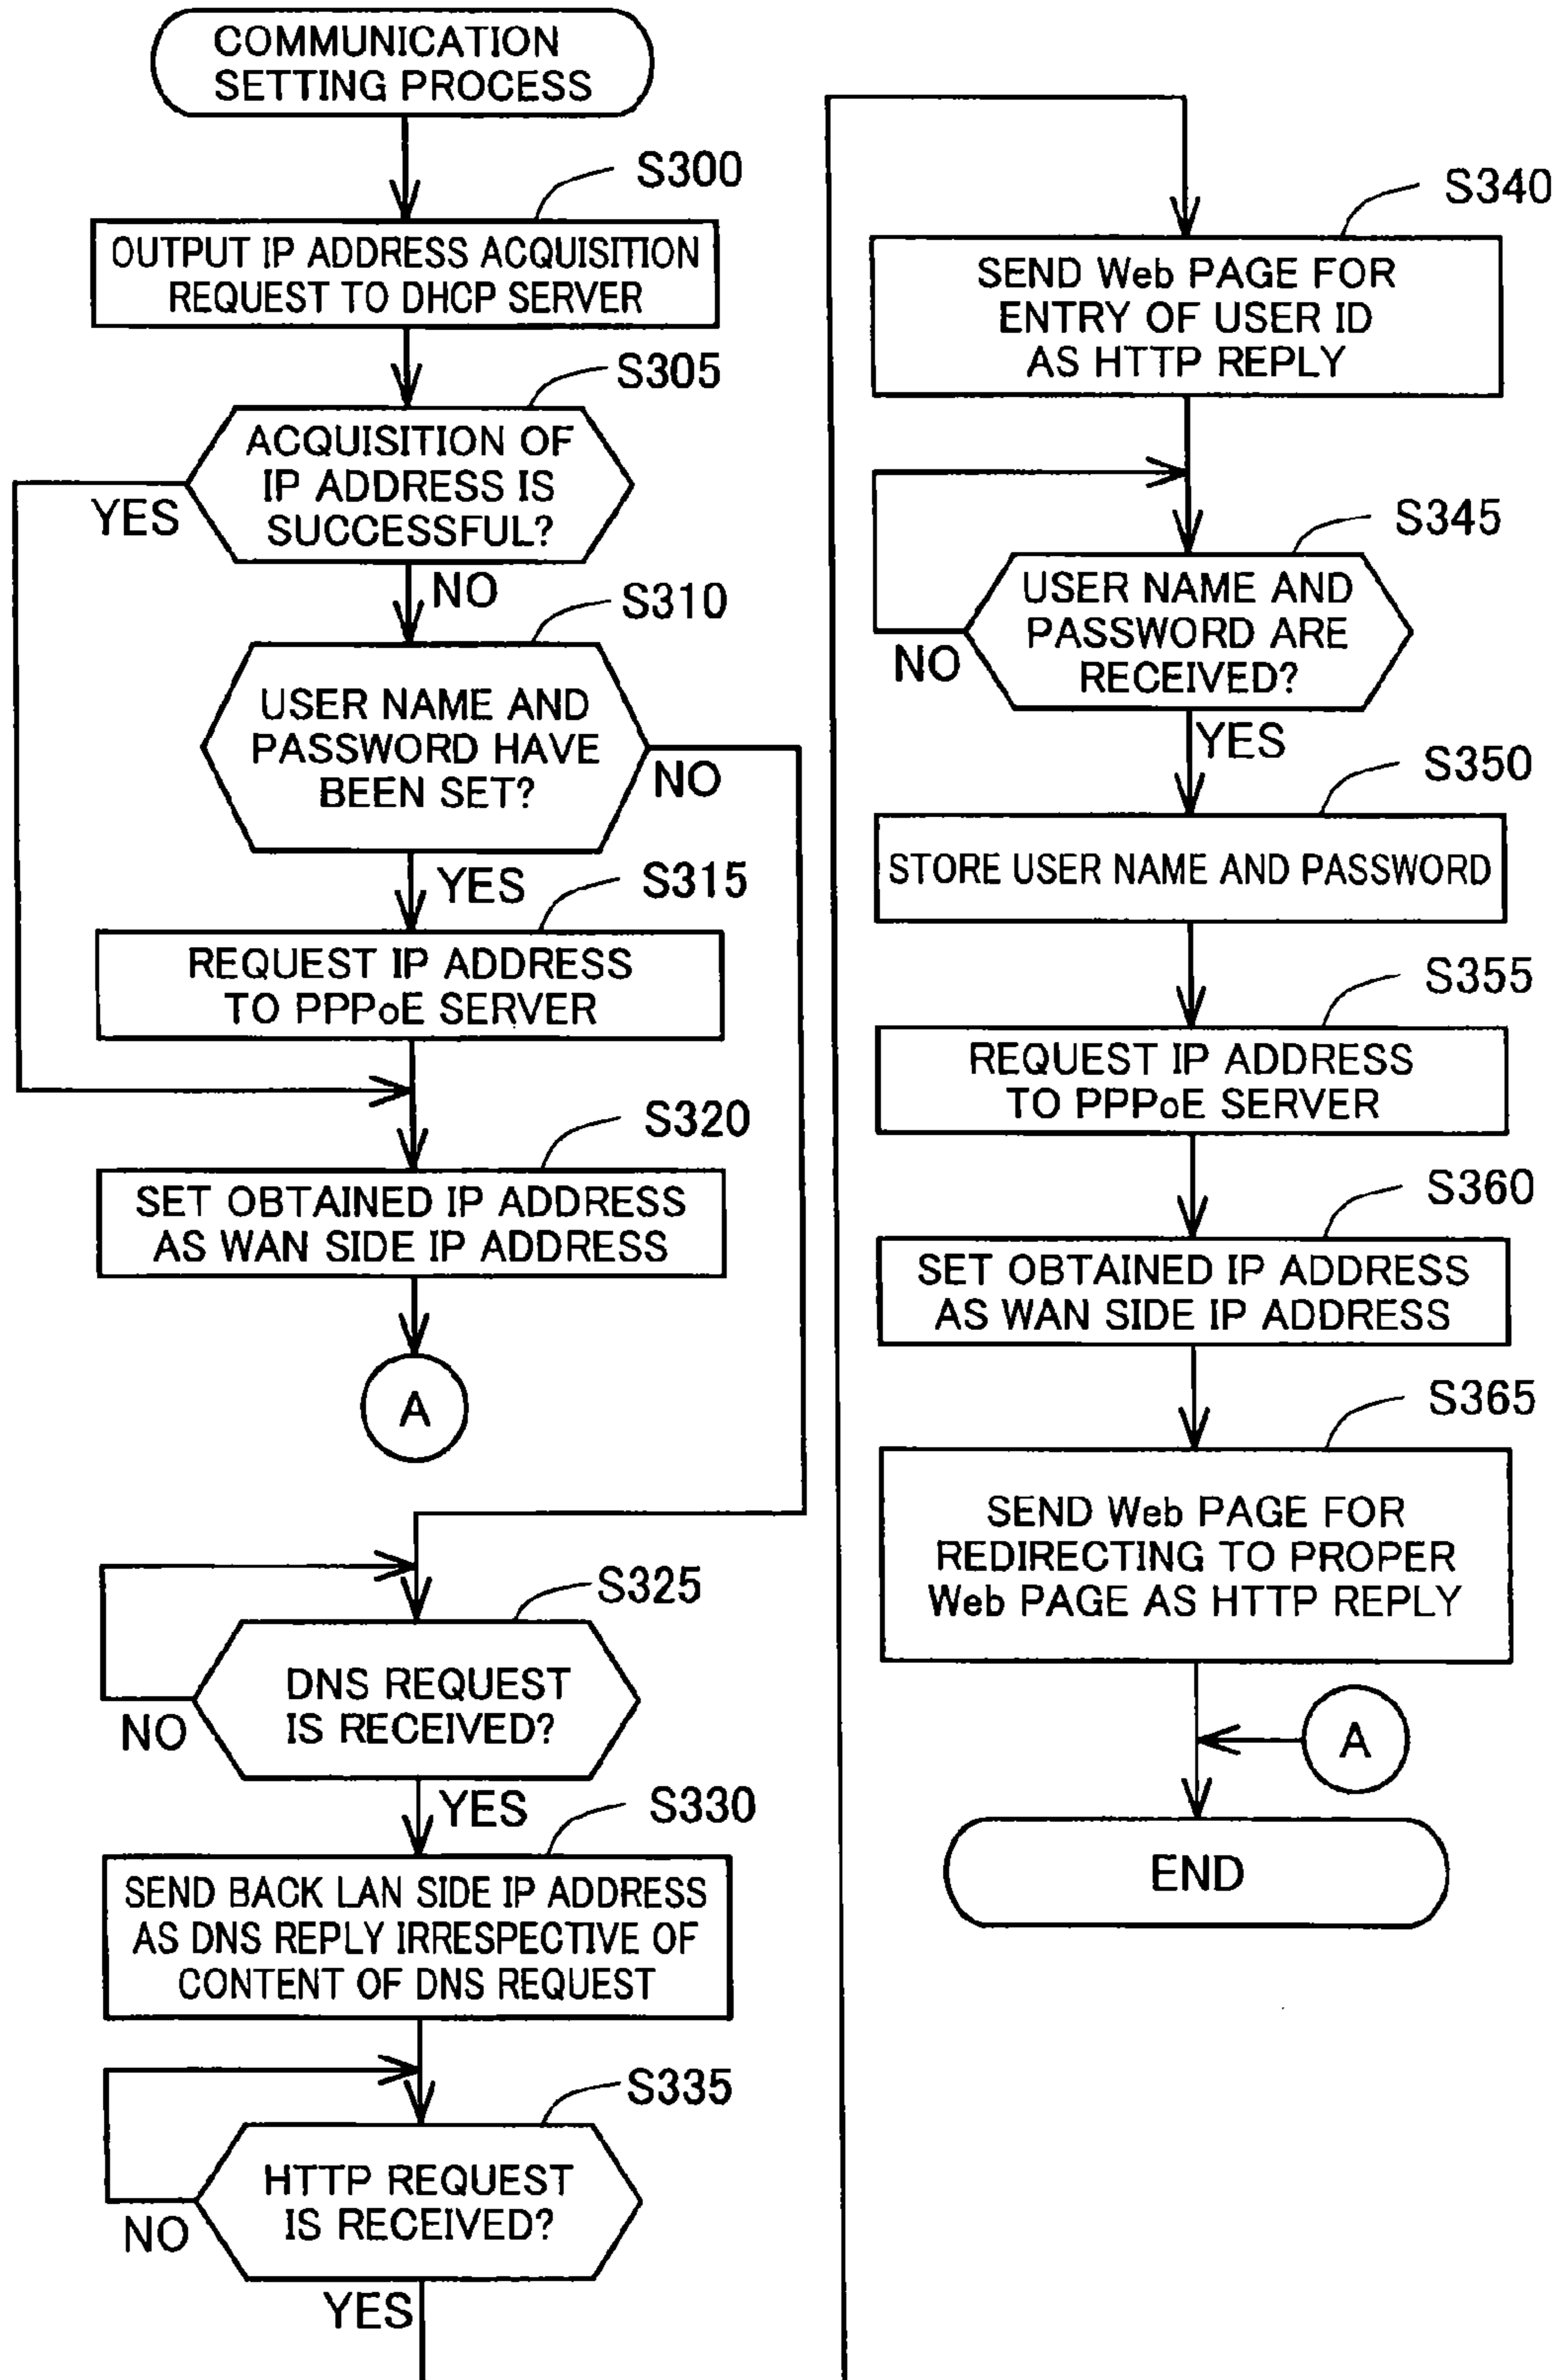 COMMUNICATION
SETTING PROCESS
S300
OUTPUT IP ADDRESS ACQUISITION
REQUEST TO DHCP SERVER
S305
ACQUISITION OF
IP ADDRESS IS
SUCCESSFUL?
YES
NO
S310
USER NAME AND
PASSWORD HAVE
BEEN SET?
NO
YES
S315
REQUEST IP ADDRESS
TO PPPoE SERVER
S320
SET OBTAINED IP ADDRESS
AS WAN SIDE IP ADDRESS
A
S325
DNS REQUEST
IS RECEIVED?
NO
YES
S330
SEND BACK LAN SIDE IP ADDRESS
AS DNS REPLY IRRESPECTIVE OF
CONTENT OF DNS REQUEST
S335
HTTP REQUEST
IS RECEIVED?
NO
YES
S340
SEND Web PAGE FOR
ENTRY OF USER ID
AS HTTP REPLY
S345
USER NAME AND
PASSWORD ARE
RECEIVED?
NO
YES
S350
STORE USER NAME AND PASSWORD
S355
REQUEST IP ADDRESS
TO PPPoE SERVER
S360
SET OBTAINED IP ADDRESS
AS WAN SIDE IP ADDRESS
S365
SEND Web PAGE FOR
REDIRECTING TO PROPER
Web PAGE AS HTTP REPLY
A
END